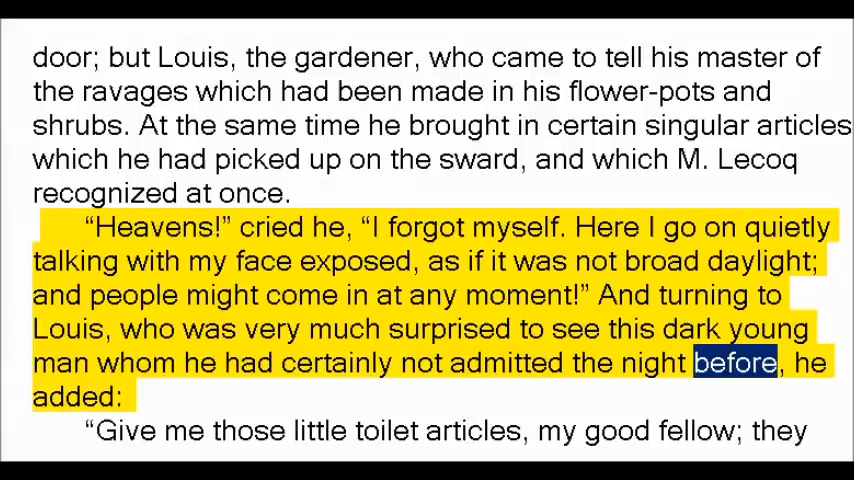 door; but Louis, the gardener, who came to tell his master of
the ravages which had been made in his flower-pots and
shrubs. At the same time he brought in certain singular articles
which he had picked up on the sward, and which M. Lecoq
recognized at once.
“Heavens!” cried he, “I forgot myself. Here I go on quietly
talking with my face exposed, as if it was not broad daylight;
and people might come in at any moment!” And turning to
Louis, who was very much surprised to see this dark young
man whom he had certainly not admitted the night before, he
added:
“Give me those little toilet articles, my good fellow; they